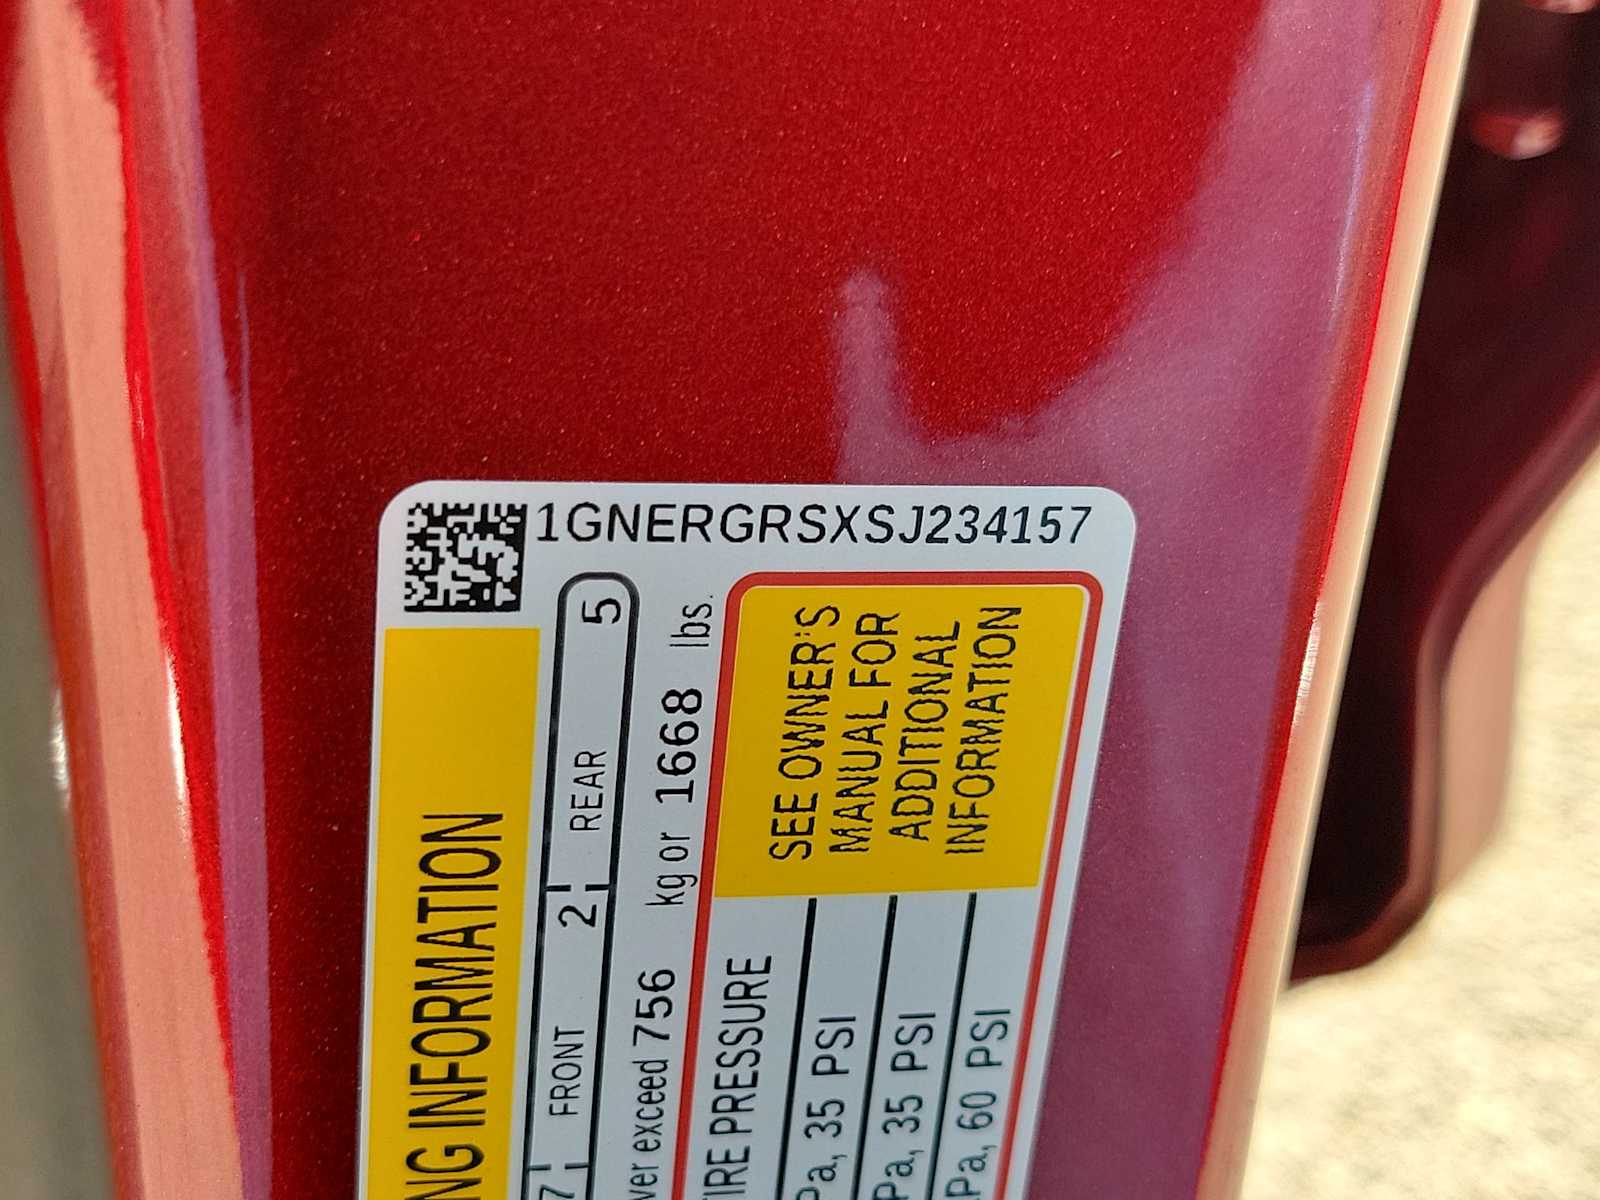 1GNERGRSXSJ234157
NG INFORMATION
7 FRONT 2 REAR 5
ver exceed 756 kg or 1668 lbs.
TIRE PRESSURE
SEE OWNER'S
MANUAL FOR
ADDITIONAL
INFORMATION
Pa, 35 PSI
Pa, 35 PSI
Pa, 60 PSI